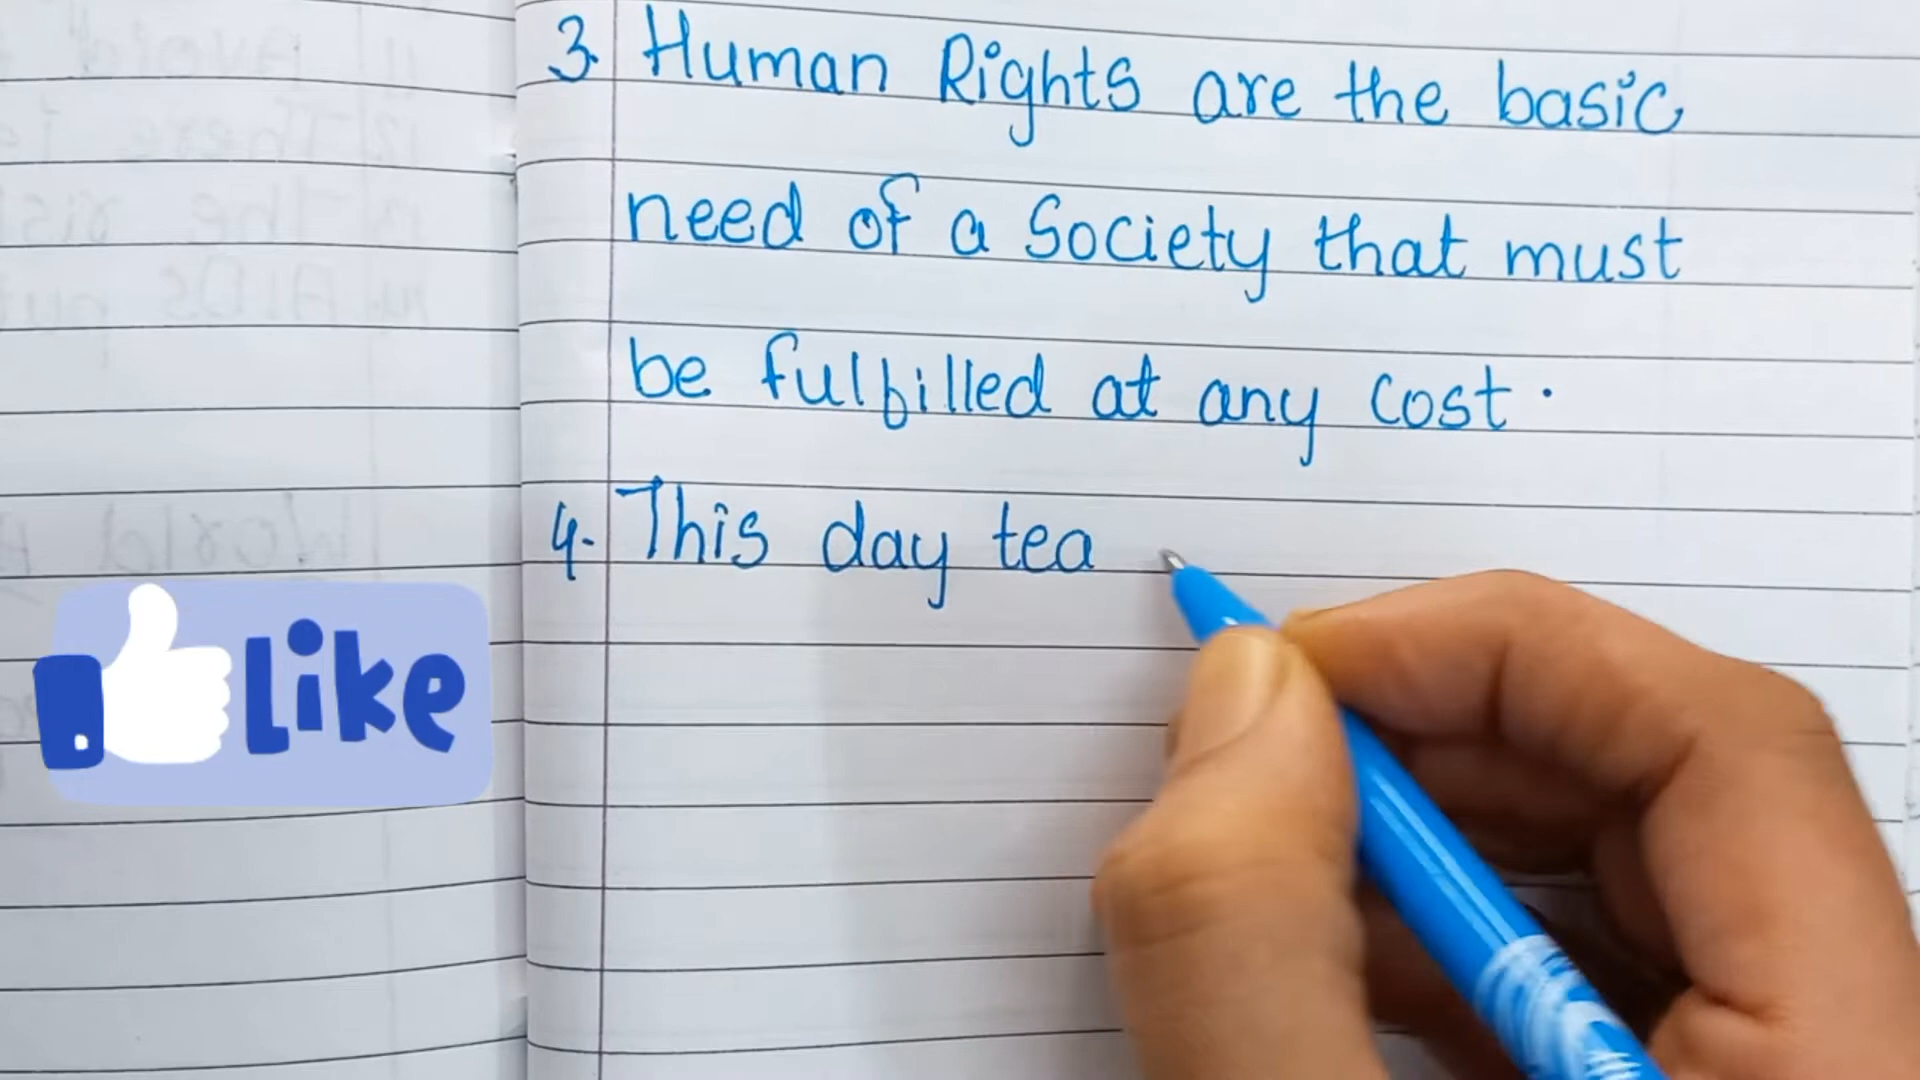 3. Human Rights are the basic
need of a Society that must
be fulfilled at any cost.
4. This day tea
Like